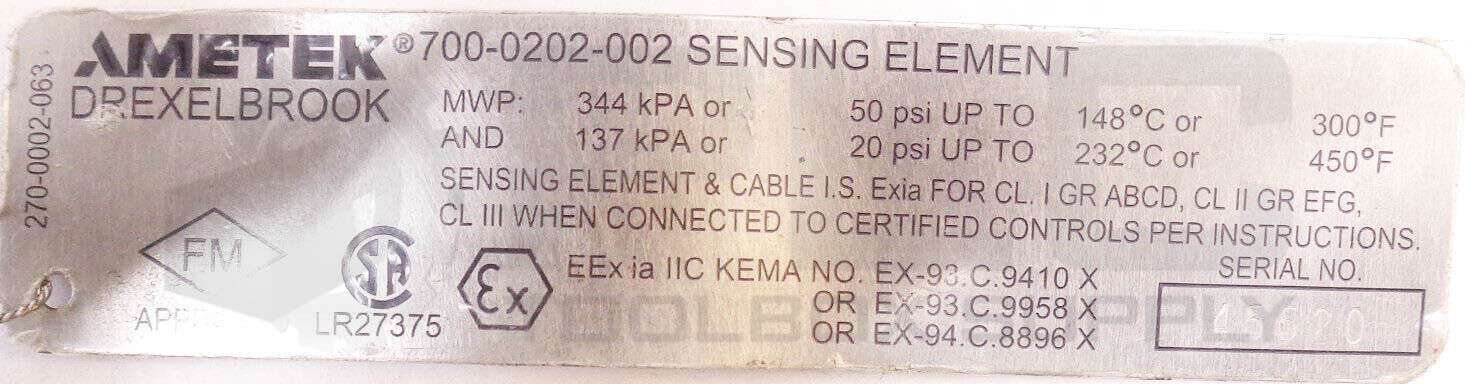 AMETEK® 700-0202-002 SENSING ELEMENT
DREXELBROOK
MWP: 344 kPA or 50 psi UP TO 148°C or 300°F
AND 137 kPA or 20 psi UP TO 232°C or 450°F
SENSING ELEMENT & CABLE I.S. Exia FOR CL. I GR ABCD, CL II GR EFG,
CL III WHEN CONNECTED TO CERTIFIED CONTROLS PER INSTRUCTIONS.
270-0002-063
FM
APPROVED
SA
LR27375
Ex
EEx ia IIC KEMA NO. EX-93.C.9410 X
OR EX-93.C.9958 X
OR EX-94.C.8896 X
SERIAL NO.